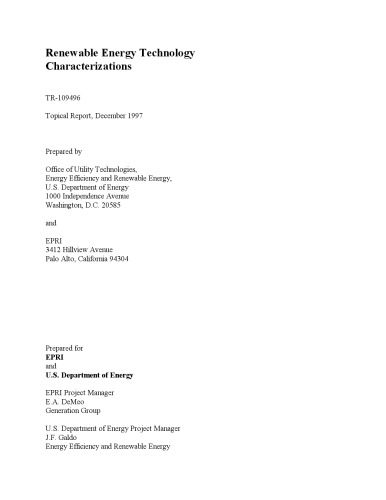 Renewable Energy Technology
Characterizations
TR-109496
Topical Report, December 1997
Prepared by
Office of Utility Technologies,
Energy Efficiency and Renewable Energy,
U.S. Department of Energy
1000 Independence Avenue
Washington, D.C. 20585
and
EPRI
3412 Hillview Avenue
Palo Alto, California 94304
Prepared for
EPRI
and
U.S. Department of Energy
EPRI Project Manager
E.A. DeMeo
Generation Group
U.S. Department of Energy Project Manager
J.F. Galdo
Energy Efficiency and Renewable Energy